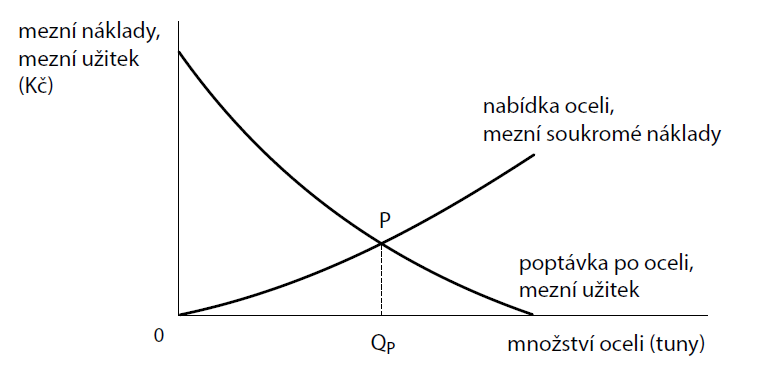 mezní náklady,
mezní užitek
(Kč)
nabídka oceli,
mezní soukromé náklady
P
poptávka po oceli,
mezní užitek
0
QP
množství oceli (tuny)